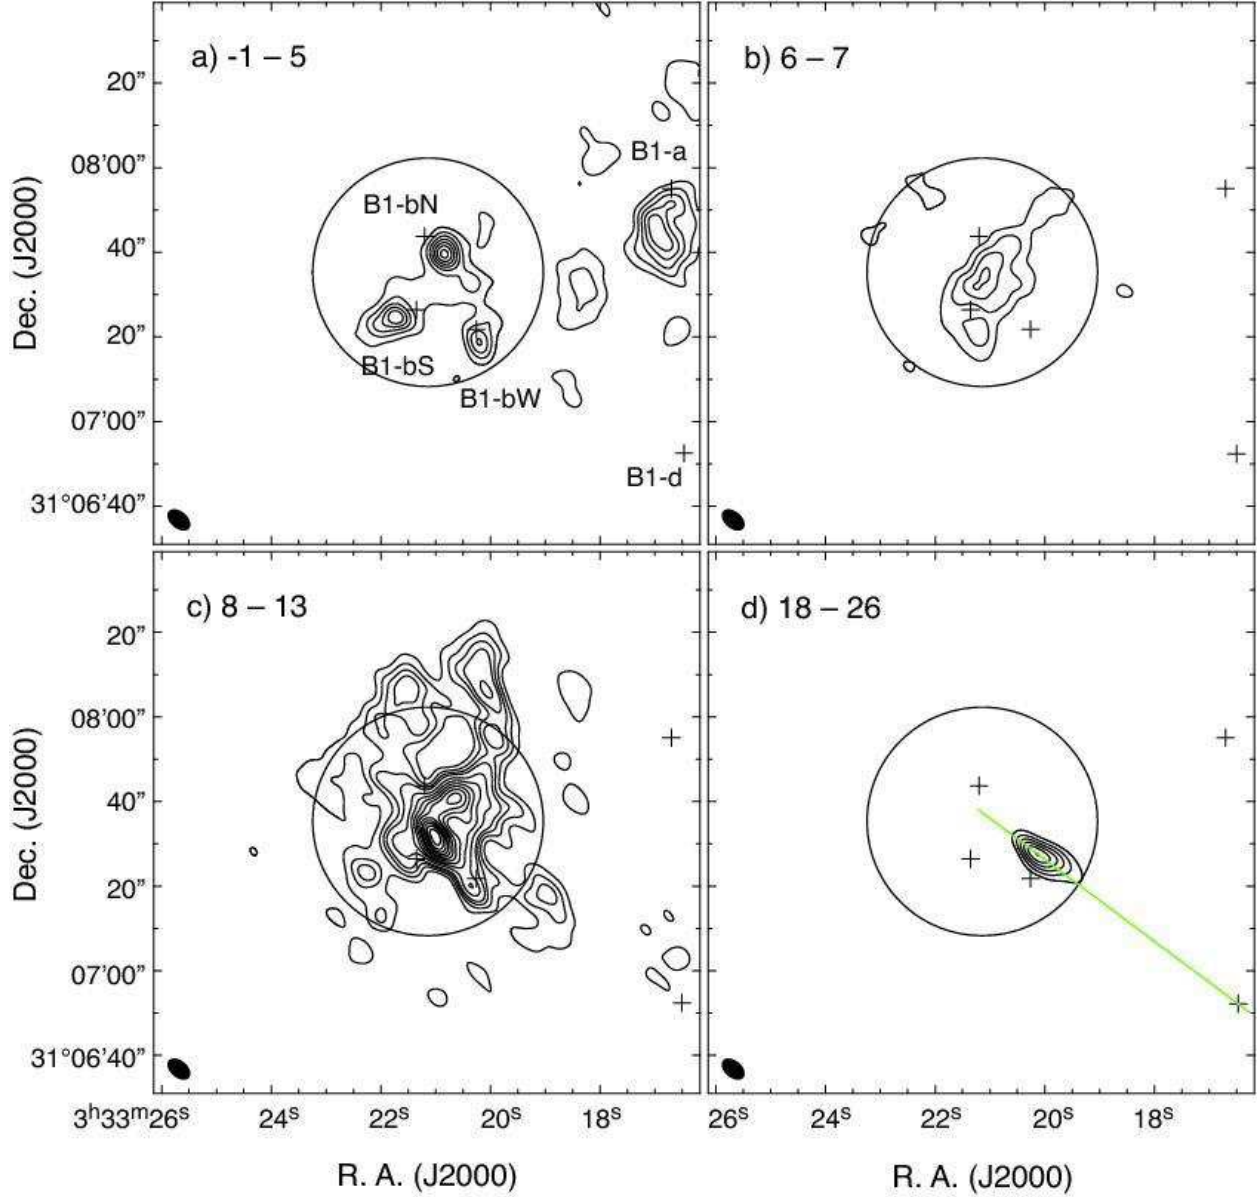 a) -1 – 5
b) 6 – 7
20”
08’00”
B1-a
B1-bN
40”
20”
B1-bS
B1-bW
07’00”
B1-d
31°06’40”
Dec. (J2000)
c) 8 – 13
d) 18 – 26
20”
08’00”
40”
20”
07’00”
31°06’40”
Dec. (J2000)
3h33m26s 24s 22s 20s 18s
26s 24s 22s 20s 18s
R. A. (J2000)
R. A. (J2000)